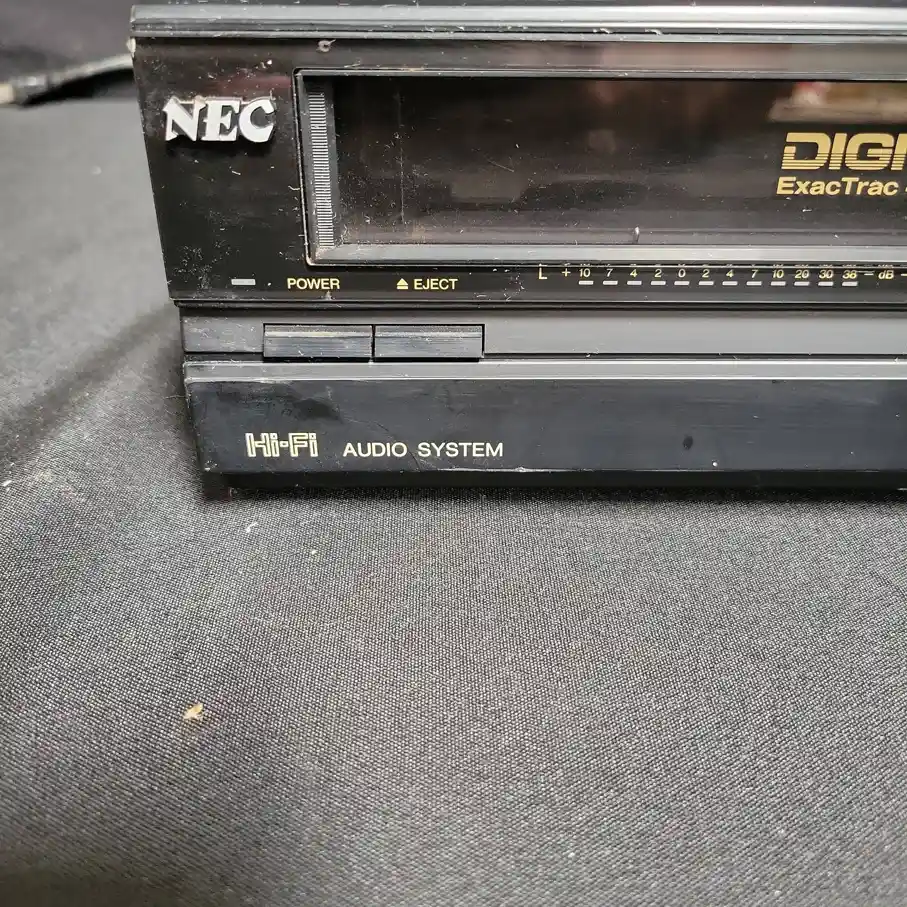 NEC
DIGI
ExacTrac
POWER ⏏ EJECT
L + 10 7 4 2 0 2 4 7 10 20 30 38 – dB –
Hi-Fi AUDIO SYSTEM